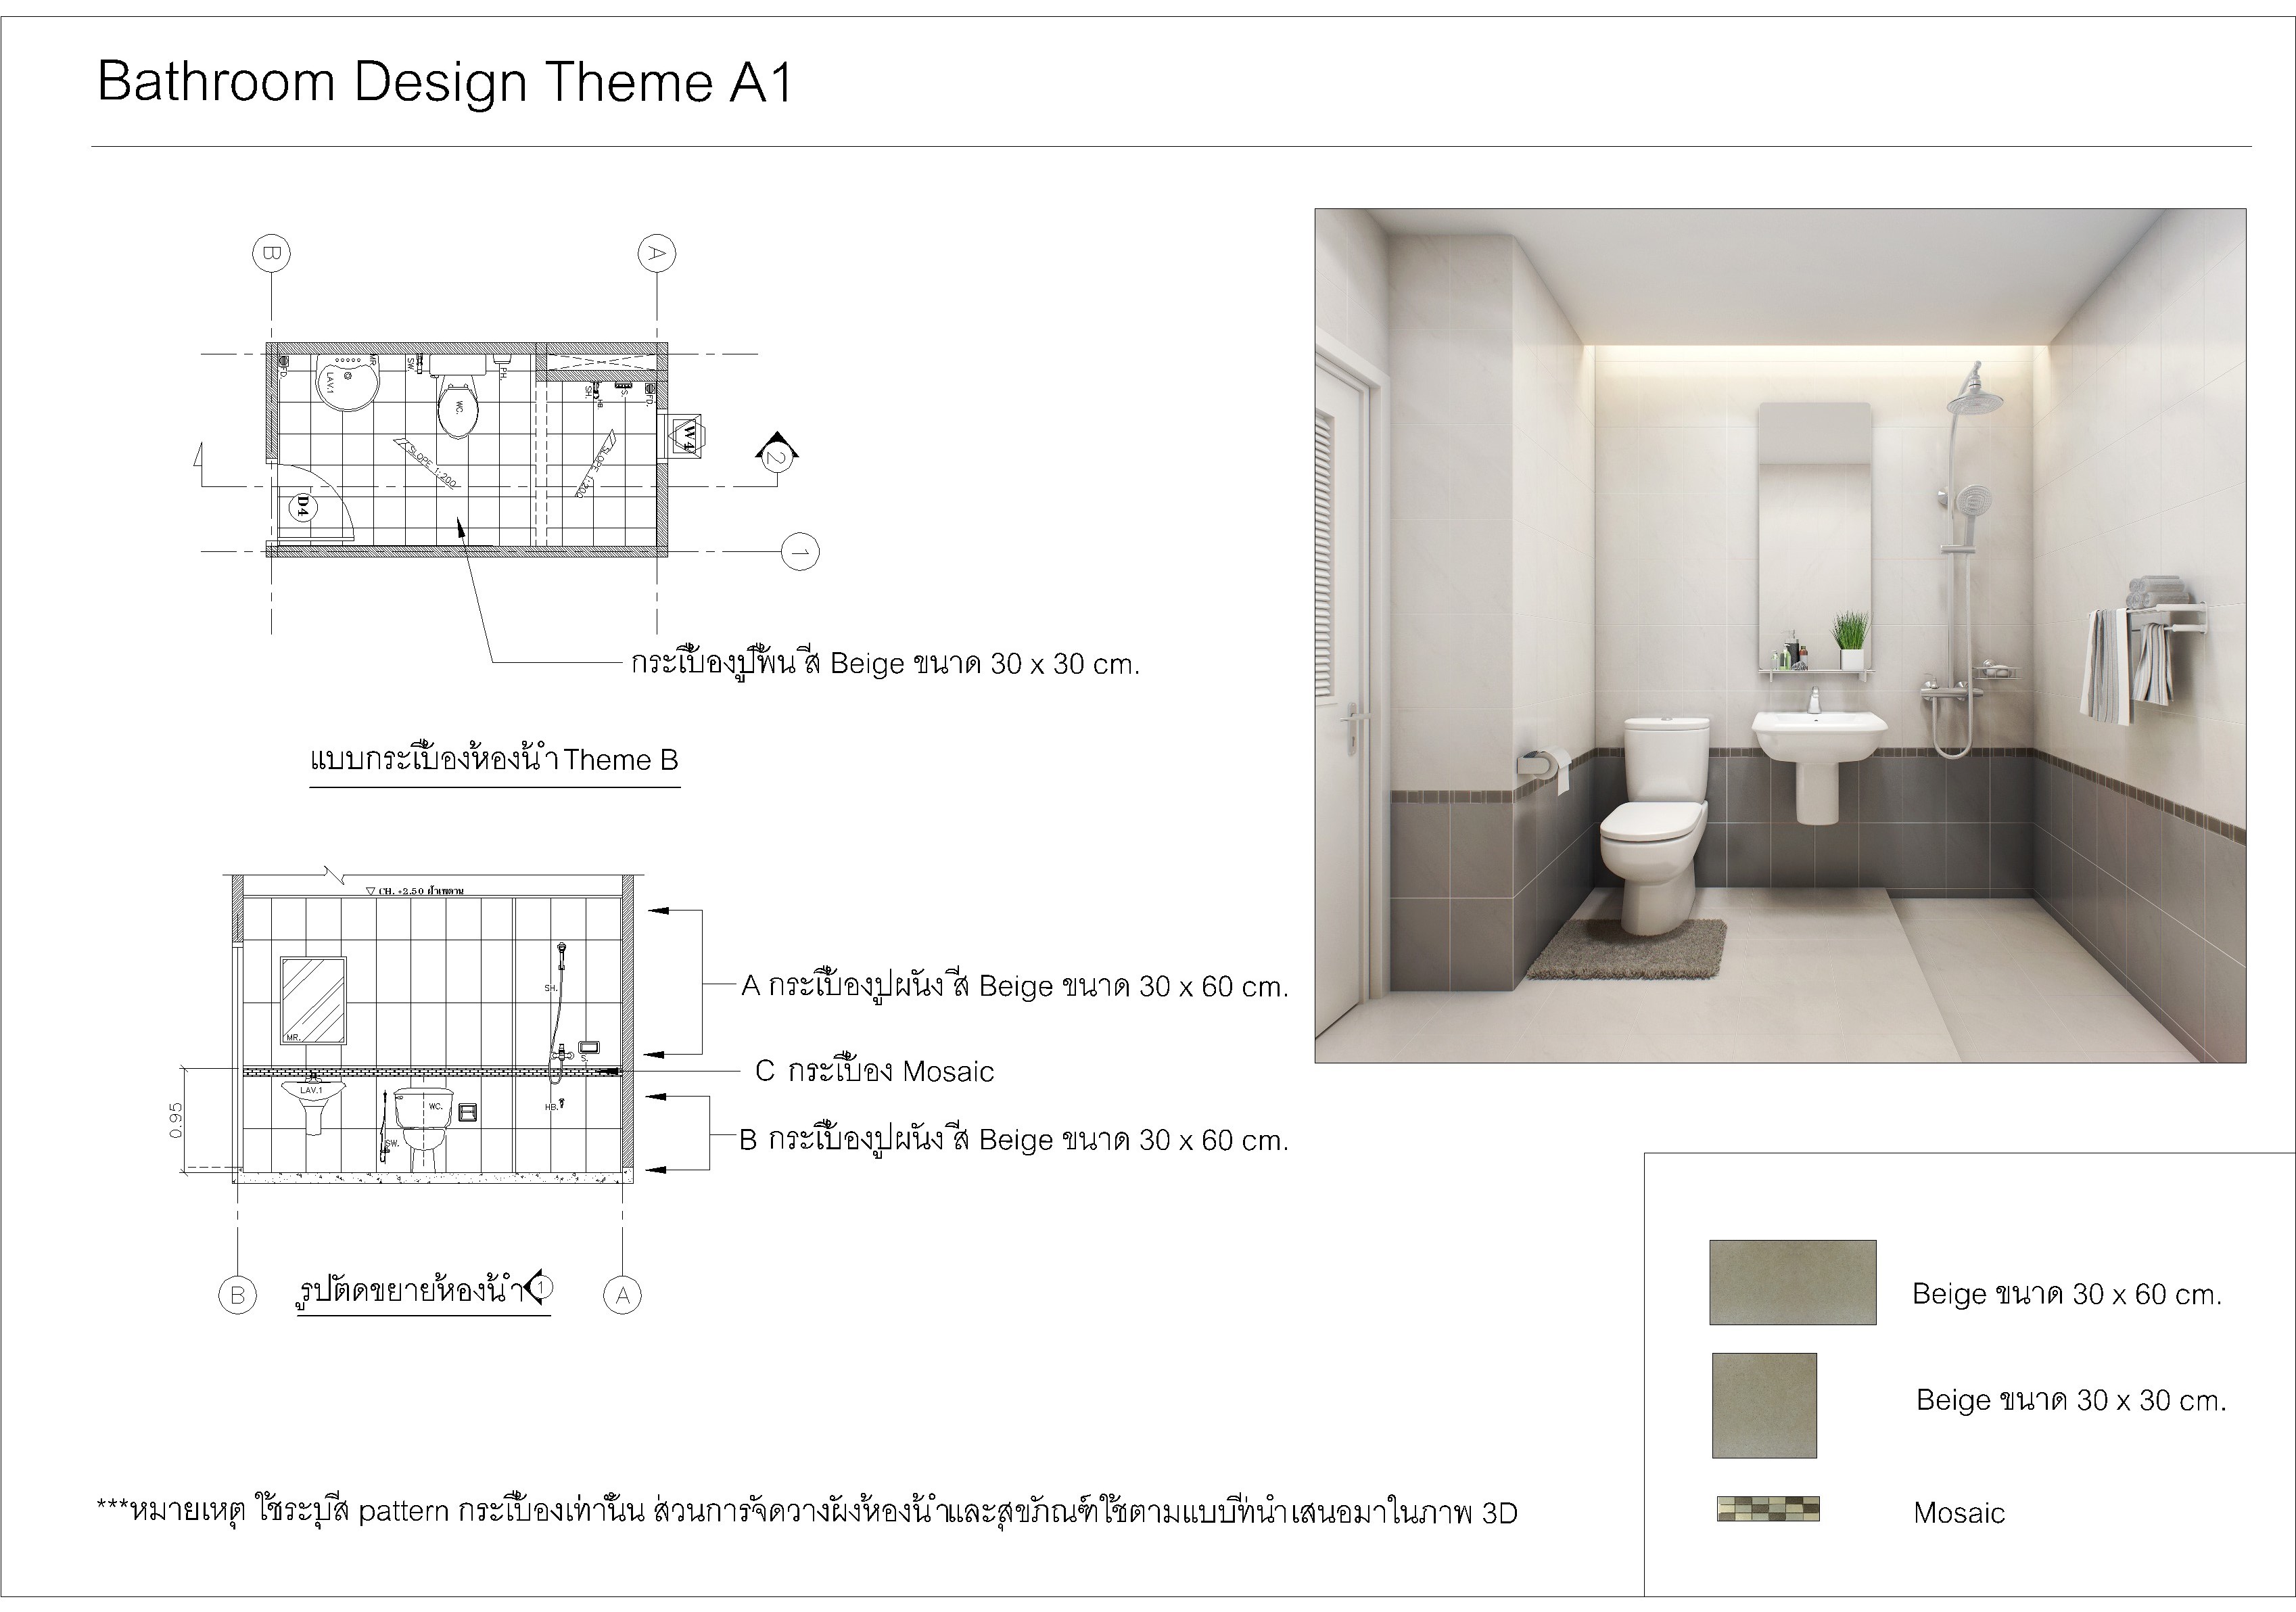 Bathroom Design Theme A1
B
A
FD.
LAV.1
MR.
SW.
WC.
PH.
SH.
HB.
S.
FD.
W4
2
SLOPE 1:200
SLOPE 1:200
D4
1
กระเบื้องปูพื้น สี Beige ขนาด 30 x 30 cm.
แบบกระเบื้องห้องน้ำ Theme B
CH. +2.50 ฝ้าเพดาน
A กระเบื้องปูผนัง สี Beige ขนาด 30 x 60 cm.
SH.
MR.
S.
C กระเบื้อง Mosaic
LAV.1
WC.
HB.
0.95
SW.
B กระเบื้องปูผนัง สี Beige ขนาด 30 x 60 cm.
B
รูปตัดขยายห้องน้ำ 1
A
Beige ขนาด 30 x 60 cm.
Beige ขนาด 30 x 30 cm.
Mosaic
***หมายเหตุ ใช้ระบุสี pattern กระเบื้องเท่านั้น ส่วนการจัดวางผังห้องน้ำและสุขภัณฑ์ใช้ตามแบบที่นำเสนอมาในภาพ 3D